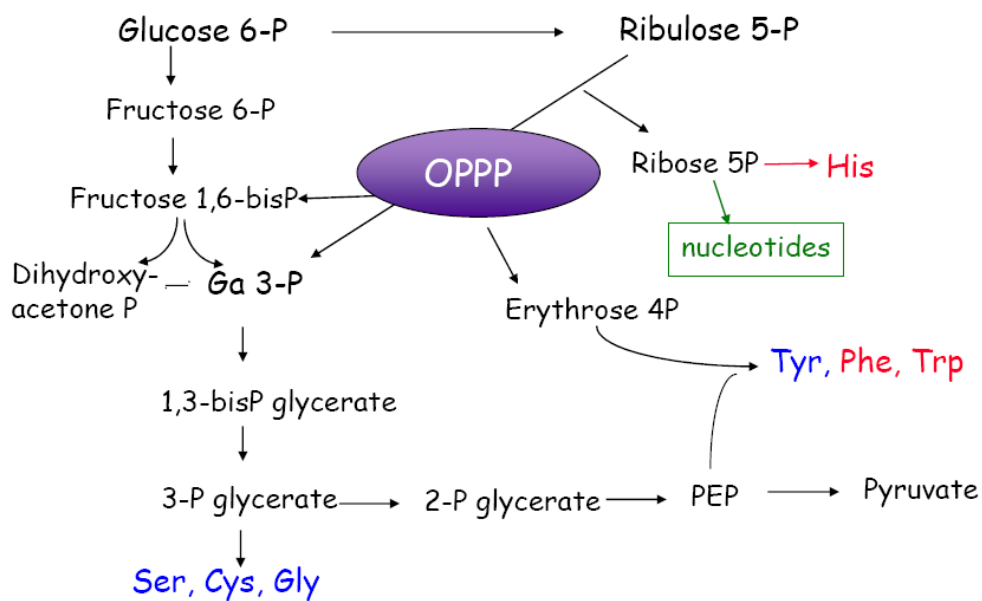 Glucose 6-P
Ribulose 5-P
Fructose 6-P
OPPP
Ribose 5P
His
Fructose 1,6-bisP
nucleotides
Dihydroxy-
acetone P
Ga 3-P
Erythrose 4P
Tyr, Phe, Trp
1,3-bisP glycerate
3-P glycerate
2-P glycerate
PEP
Pyruvate
Ser, Cys, Gly